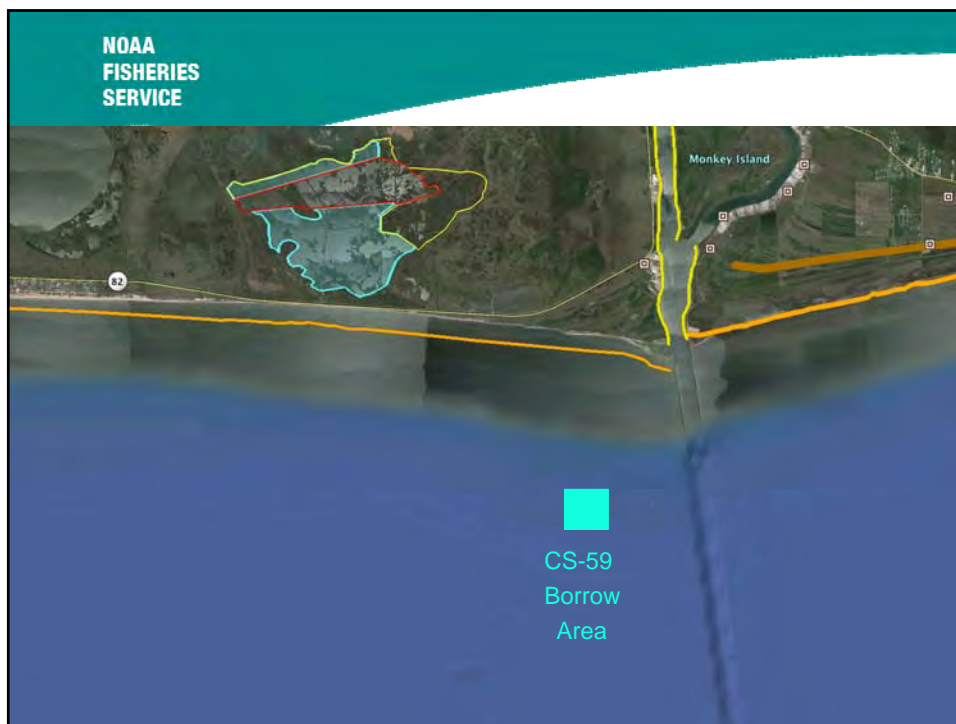 NOAA
FISHERIES
SERVICE
Monkey Island
82
CS-59
Borrow
Area